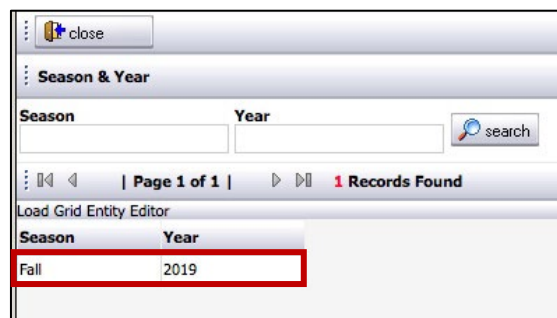 close
Season & Year
Season Year
search
| Page 1 of 1 | 1 Records Found
Load Grid Entity Editor
Season Year
Fall 2019